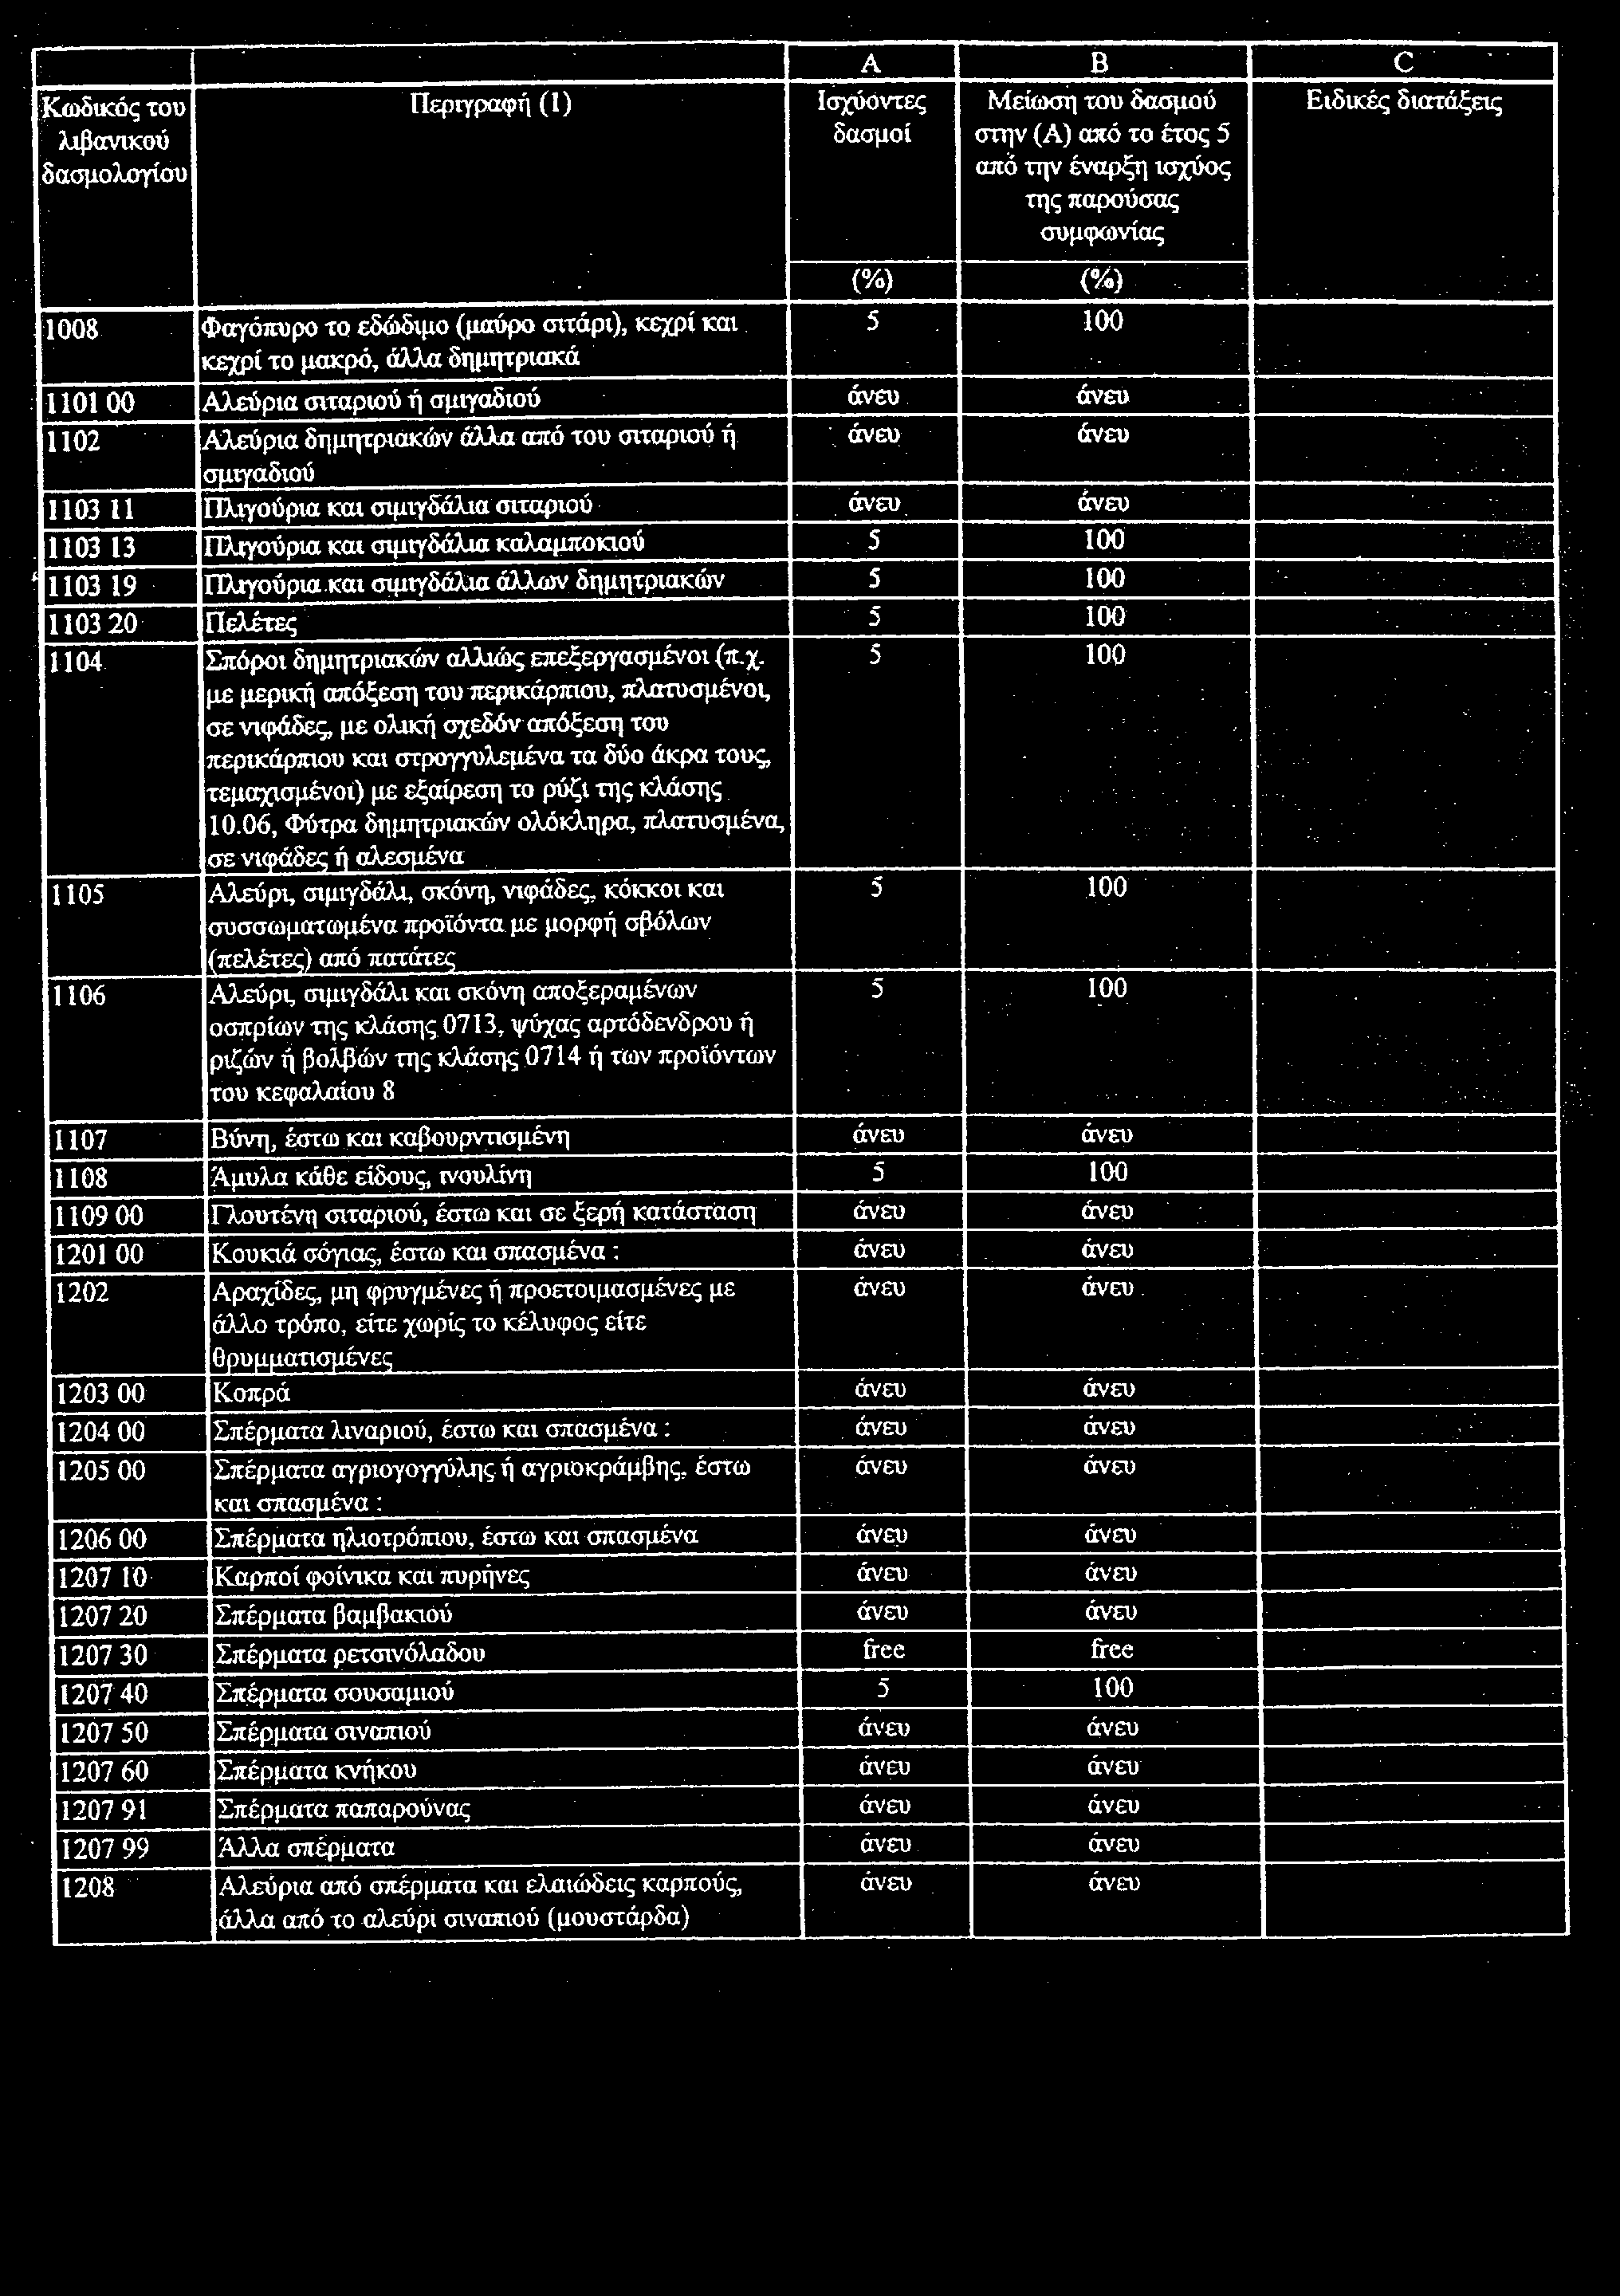 A B C
Κωδικός του Περιγραφή (1) Ισχύοντες Μείωση του δασμού Ειδικές διατάξεις
λιβανικού δασμοί στην (A) από το έτος 5
δασμολογίου από την έναρξη ισχύος
της παρούσας
συμφωνίας
(%) (%)
1008 Φαγόπυρο το εδώδιμο (μαύρο σιτάρι), κεχρί και 5 100
κεχρί το μακρό, άλλα δημητριακά
1101 00 Αλεύρια σιταριού ή σμιγαδιού άνευ άνευ
1102 Αλεύρια δημητριακών άλλα από του σιταριού ή άνευ άνευ
σμιγαδιού
1103 11 Πλιγούρια και σιμιγδάλια σιταριού άνευ άνευ
1103 13 Πλιγούρια και σιμιγδάλια καλαμποκιού 5 100
1103 19 Πλιγούρια και σιμιγδάλια άλλων δημητριακών 5 100
1103 20 Πελέτες 5 100
1104 Σπόροι δημητριακών αλλιώς επεξεργασμένοι (π.χ. 5 100
με μερική απόξεση του περικάρπιου, πλατυσμένοι,
σε νιφάδες, με ολική σχεδόν απόξεση του
περικάρπιου και στρογγυλεμένα τα δύο άκρα τους,
τεμαχισμένοι) με εξαίρεση το ρύζι της κλάσης
10.06, Φύτρα δημητριακών ολόκληρα, πλατυσμένα,
σε νιφάδες ή αλεσμένα
1105 Αλεύρι, σιμιγδάλι, σκόνη, νιφάδες, κόκκοι και 5 100
συσσωματωμένα προϊόντα με μορφή σβόλων
(πελέτες) από πατάτες
1106 Αλεύρι, σιμιγδάλι και σκόνη αποξεραμένων 5 100
οσπρίων της κλάσης 0713, ψύχας αρτόδενδρου ή
ριζών ή βολβών της κλάσης 0714 ή των προϊόντων
του κεφαλαίου 8
1107 Βύνη, έστω και καβουρντισμένη άνευ άνευ
1108 Άμυλα κάθε είδους, ινουλίνη 5 100
1109 00 Γλουτένη σιταριού, έστω και σε ξερή κατάσταση άνευ άνευ
1201 00 Κουκιά σόγιας, έστω και σπασμένα : άνευ άνευ
1202 Αραχίδες, μη φρυγμένες ή προετοιμασμένες με άνευ άνευ
άλλο τρόπο, είτε χωρίς το κέλυφος είτε
θρυμματισμένες
1203 00 Κοπρά άνευ άνευ
1204 00 Σπέρματα λιναριού, έστω και σπασμένα : άνευ άνευ
1205 00 Σπέρματα αγριογογγύλης ή αγριοκράμβης, έστω άνευ άνευ
και σπασμένα :
1206 00 Σπέρματα ηλιοτρόπιου, έστω και σπασμένα άνευ άνευ
1207 10 Καρποί φοίνικα και πυρήνες άνευ άνευ
1207 20 Σπέρματα βαμβακιού άνευ άνευ
1207 30 Σπέρματα ρετσινόλαδου free free
1207 40 Σπέρματα σουσαμιού 5 100
1207 50 Σπέρματα σιναπιού άνευ άνευ
1207 60 Σπέρματα κνήκου άνευ άνευ
1207 91 Σπέρματα παπαρούνας άνευ άνευ
1207 99 Άλλα σπέρματα άνευ άνευ
1208 Αλεύρια από σπέρματα και ελαιώδεις καρπούς, άνευ άνευ
άλλα από το αλεύρι σιναπιού (μουστάρδα)